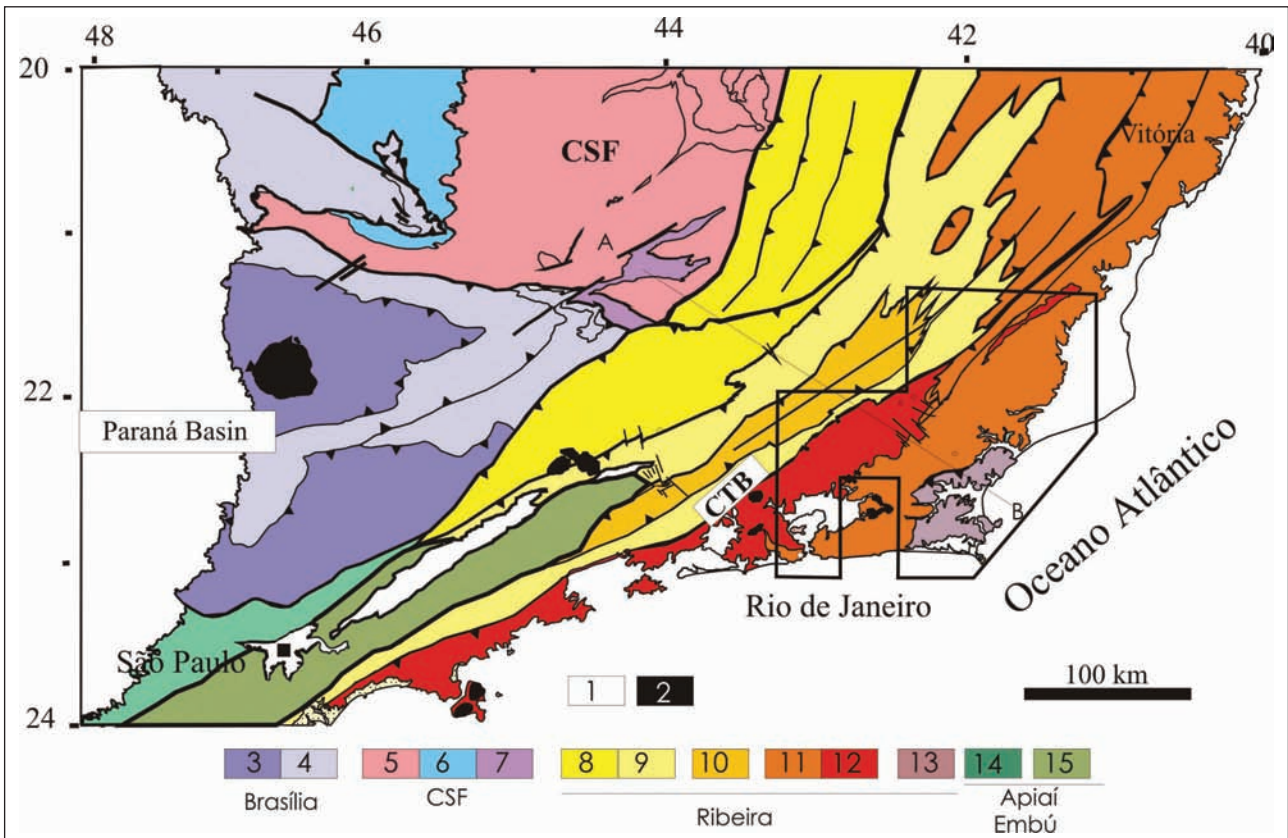 48
46
44
42
40
20
CSF
Vitória
A
22
Paraná Basin
CTB
B
Oceano Atlântico
Rio de Janeiro
São Paulo
100 km
1
2
24
3
4
5
6
7
8
9
10
11
12
13
14
15
Brasília
CSF
Ribeira
Apiaí
Embú